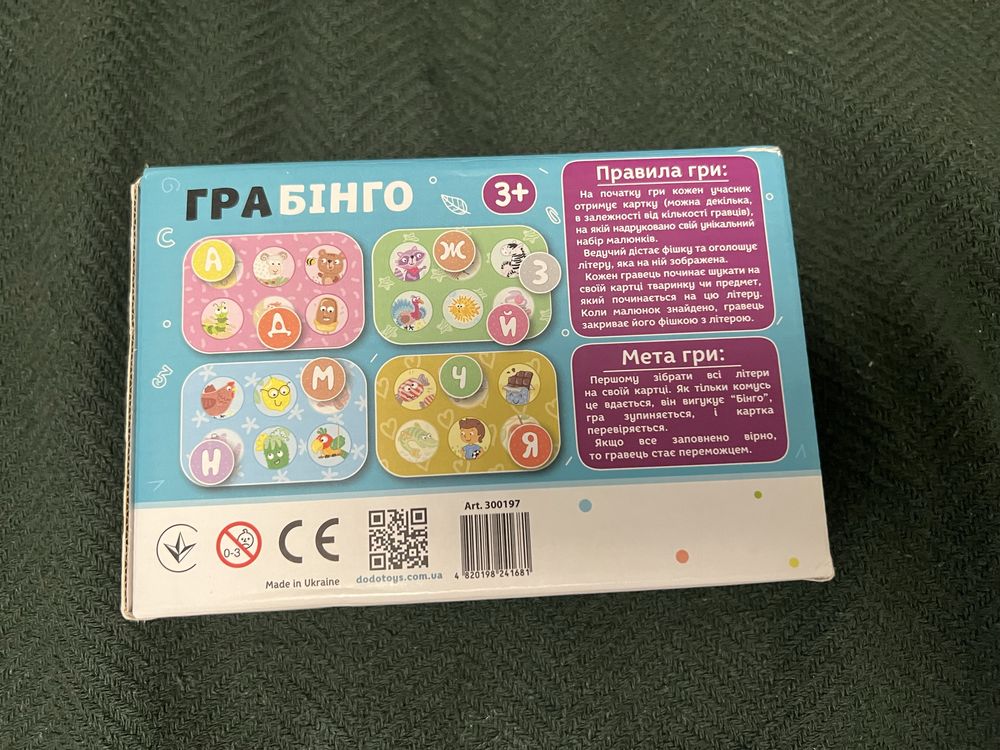 ГРА БІНГО
3+
А
Д
Ж
З
Й
М
Н
Ч
Я
Правила гри:
На початку гри кожен учасник
отримує картку (можна декілька,
в залежності від кількості гравців),
на якій надруковано свій унікальний
набір малюнків.
Ведучий дістає фішку та оголошує
літеру, яка на ній зображена.
Кожен гравець починає шукати на
своїй картці тваринку чи предмет,
який починається на цю літеру.
Коли малюнок знайдено, гравець
закриває його фішкою з літерою.
Мета гри:
Першому зібрати всі літери
на своїй картці. Як тільки комусь
це вдається, він вигукує “Бінго”,
гра зупиняється, і картка
перевіряється.
Якщо все заповнено вірно,
то гравець стає переможцем.
0-3
CE
Made in Ukraine
dodotoys.com.ua
Art. 300197
4 820198 241681